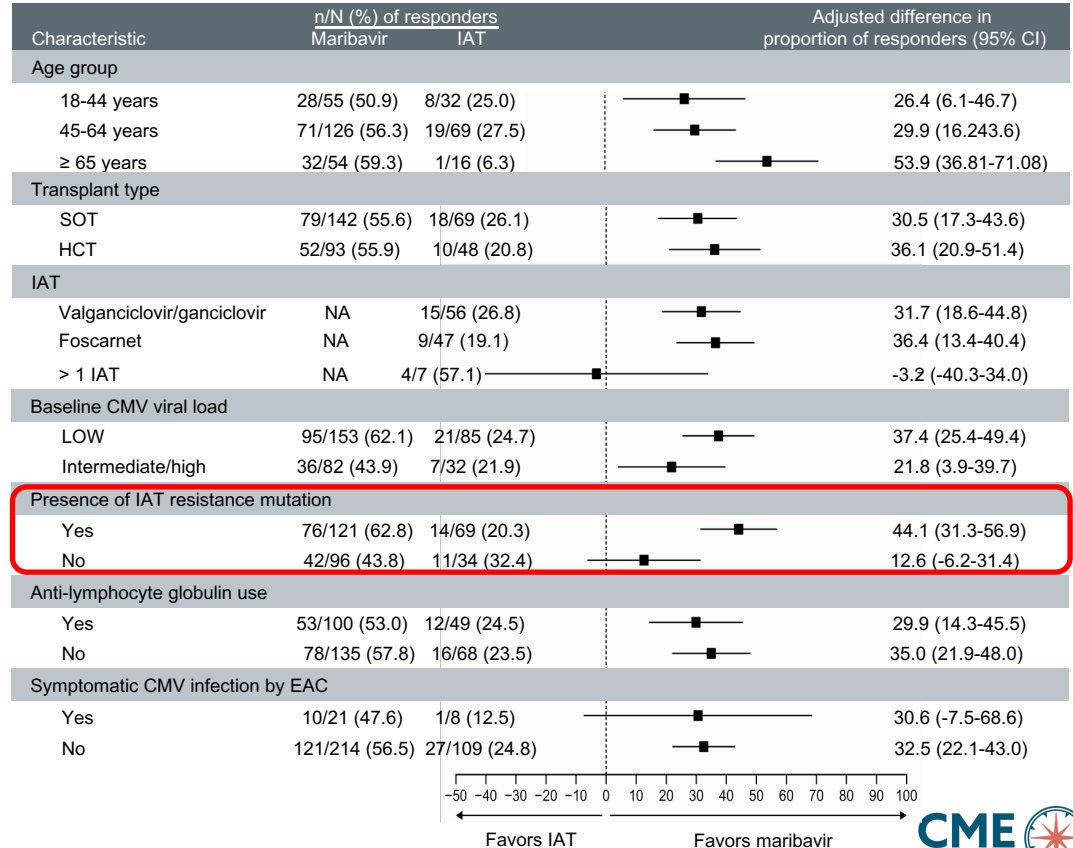 n/N (%) of responders Adjusted difference in
Characteristic Maribavir IAT proportion of responders (95% CI)
Age group
18-44 years 28/55 (50.9) 8/32 (25.0) 26.4 (6.1-46.7)
45-64 years 71/126 (56.3) 19/69 (27.5) 29.9 (16.243.6)
≥ 65 years 32/54 (59.3) 1/16 (6.3) 53.9 (36.81-71.08)
Transplant type
SOT 79/142 (55.6) 18/69 (26.1) 30.5 (17.3-43.6)
HCT 52/93 (55.9) 10/48 (20.8) 36.1 (20.9-51.4)
IAT
Valganciclovir/ganciclovir NA 15/56 (26.8) 31.7 (18.6-44.8)
Foscarnet NA 9/47 (19.1) 36.4 (13.4-40.4)
> 1 IAT NA 4/7 (57.1) -3.2 (-40.3-34.0)
Baseline CMV viral load
LOW 95/153 (62.1) 21/85 (24.7) 37.4 (25.4-49.4)
Intermediate/high 36/82 (43.9) 7/32 (21.9) 21.8 (3.9-39.7)
Presence of IAT resistance mutation
Yes 76/121 (62.8) 14/69 (20.3) 44.1 (31.3-56.9)
No 42/96 (43.8) 11/34 (32.4) 12.6 (-6.2-31.4)
Anti-lymphocyte globulin use
Yes 53/100 (53.0) 12/49 (24.5) 29.9 (14.3-45.5)
No 78/135 (57.8) 16/68 (23.5) 35.0 (21.9-48.0)
Symptomatic CMV infection by EAC
Yes 10/21 (47.6) 1/8 (12.5) 30.6 (-7.5-68.6)
No 121/214 (56.5) 27/109 (24.8) 32.5 (22.1-43.0)
−50 −40 −30 −20 −10 0 10 20 30 40 50 60 70 80 90 100
Favors IAT Favors maribavir
CME